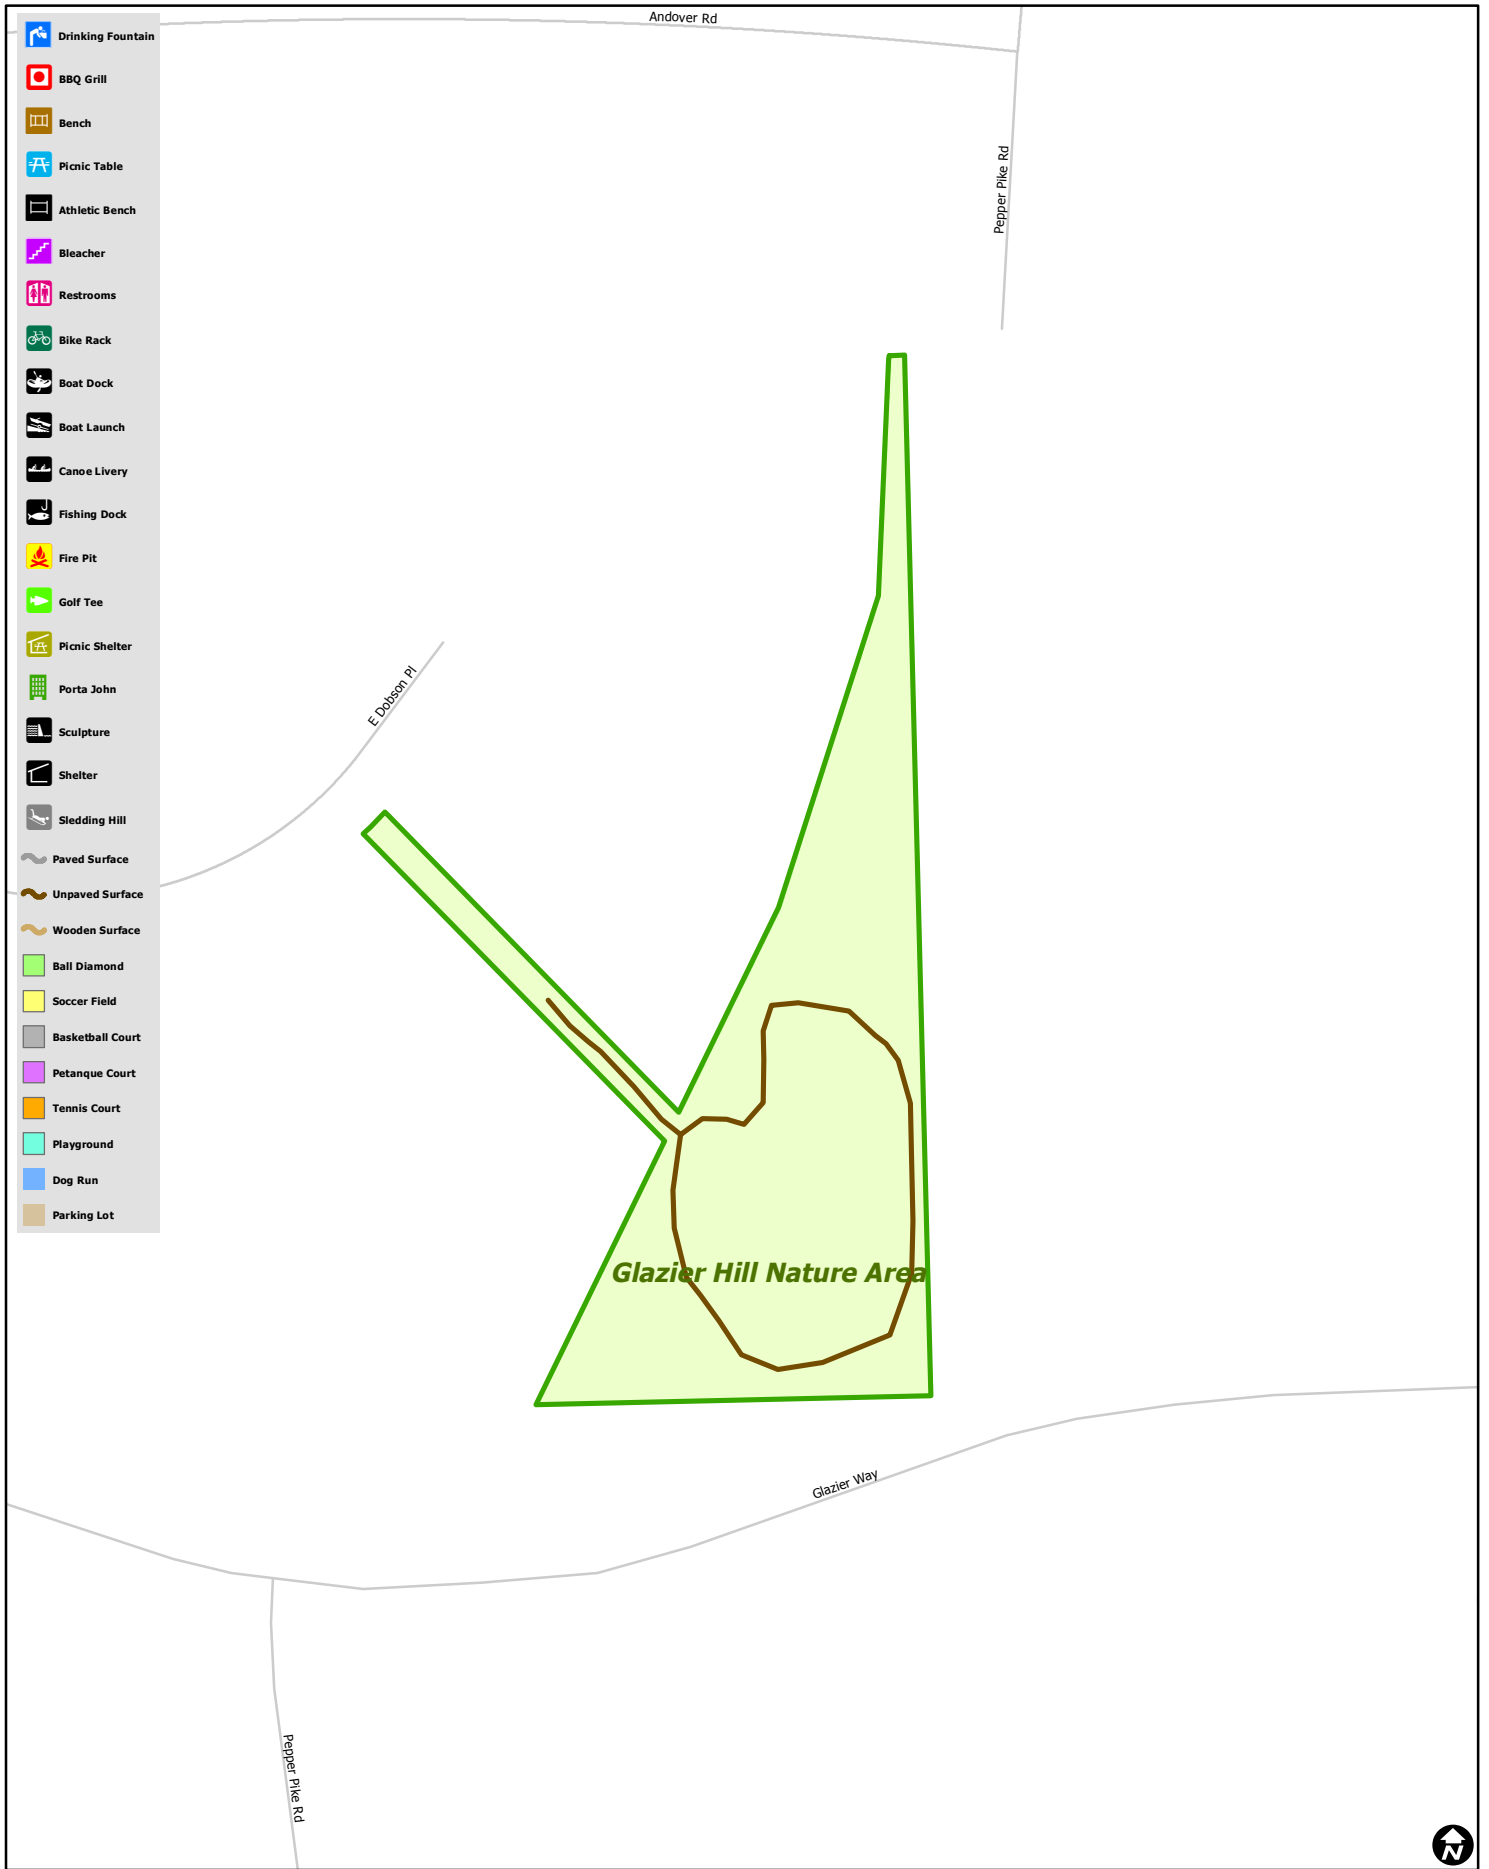 Andover Rd
Drinking Fountain
BBQ Grill
Bench
Picnic Table
Athletic Bench
Bleacher
Restrooms
Bike Rack
Boat Dock
Boat Launch
Canoe Livery
Fishing Dock
Fire Pit
Golf Tee
Picnic Shelter
Porta John
Sculpture
Shelter
Sledding Hill
Paved Surface
Unpaved Surface
Wooden Surface
Ball Diamond
Soccer Field
Basketball Court
Petanque Court
Tennis Court
Playground
Dog Run
Parking Lot
Pepper Pike Rd
E Dobson Pl
Glazier Hill Nature Area
Glazier Way
Pepper Pike Rd
N